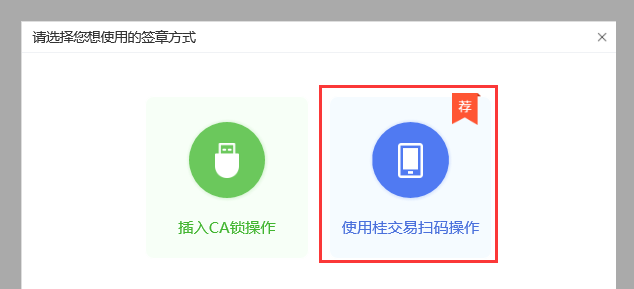 请选择您想使用的签章方式
荐
插入CA锁操作
使用桂交易扫码操作